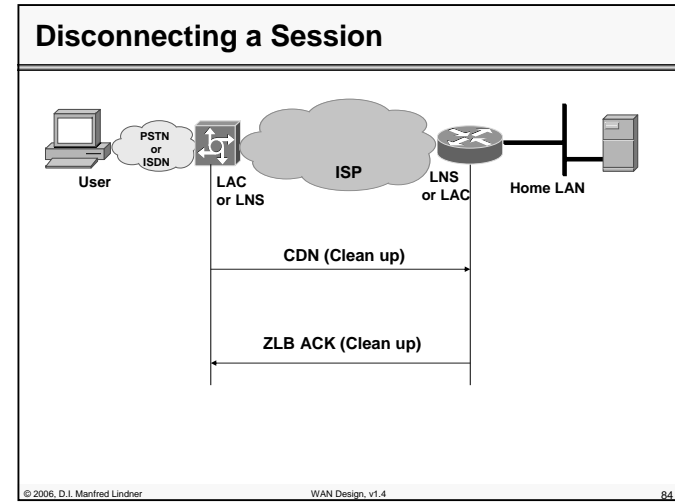 Disconnecting a Session
PSTN
or
ISDN
User
LAC
or LNS
ISP
LNS
or LAC
Home LAN
CDN (Clean up)
ZLB ACK (Clean up)
© 2006, D.I. Manfred Lindner
WAN Design, v1.4
84